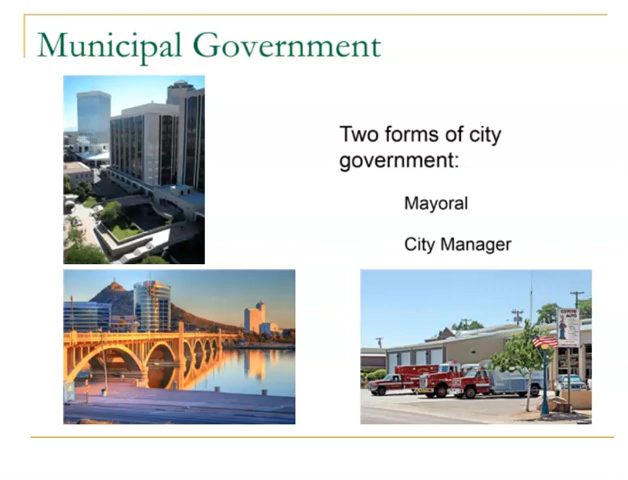 Municipal Government
Two forms of city
government:
Mayoral
City Manager